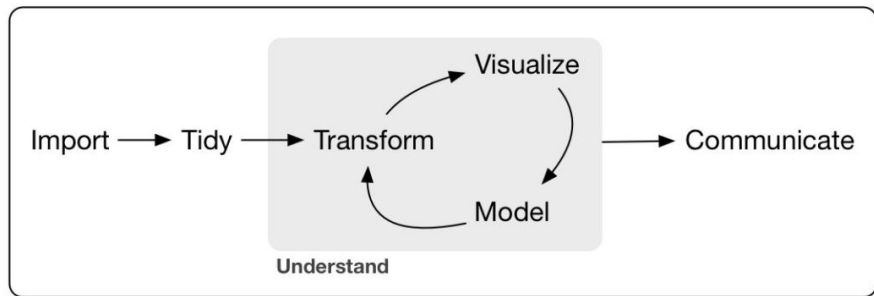 Visualize
Import
Tidy
Transform
Communicate
Model
Understand